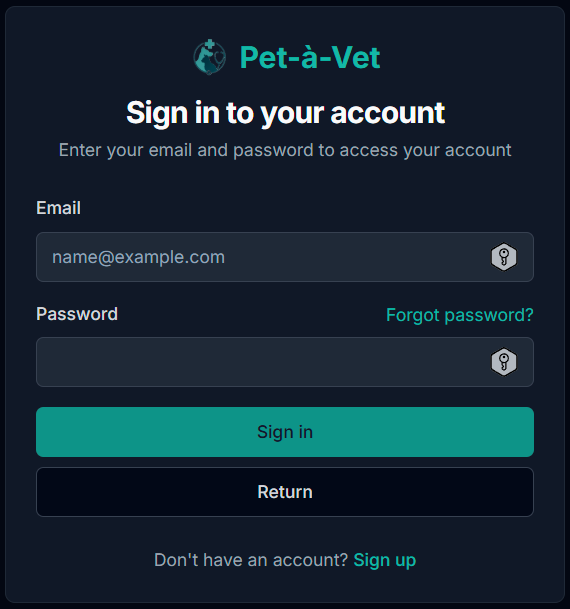 Pet-à-Vet
Sign in to your account
Enter your email and password to access your account
Email
name@example.com
Password
Forgot password?
Sign in
Return
Don't have an account? Sign up